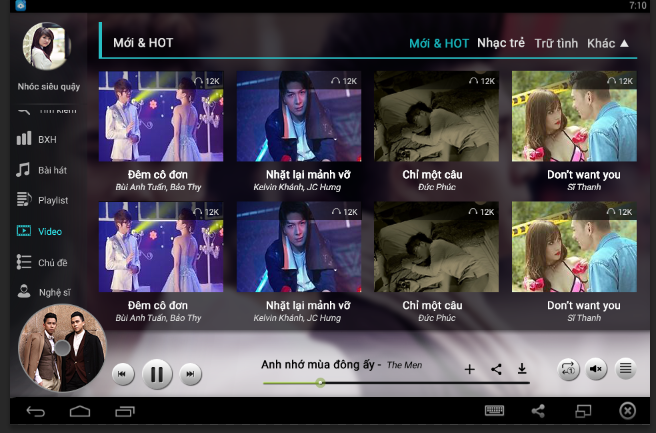 7:10
Mới & HOT
Mới & HOT Nhạc trẻ Trữ tình Khác
Nhóc siêu quậy
Tìm kiếm
BXH
Bài hát
Playlist
Video
Chủ đề
Nghệ sĩ
12K
12K
12K
12K
Đêm cô đơn
Bùi Anh Tuấn, Bảo Thy
Nhặt lại mảnh vỡ
Kelvin Khánh, JC Hưng
Chỉ một câu
Đức Phúc
Don't want you
Sĩ Thanh
12K
12K
12K
12K
Đêm cô đơn
Bùi Anh Tuấn, Bảo Thy
Nhặt lại mảnh vỡ
Kelvin Khánh, JC Hưng
Chỉ một câu
Đức Phúc
Don't want you
Sĩ Thanh
Anh nhớ mùa đông ấy - The Men
1